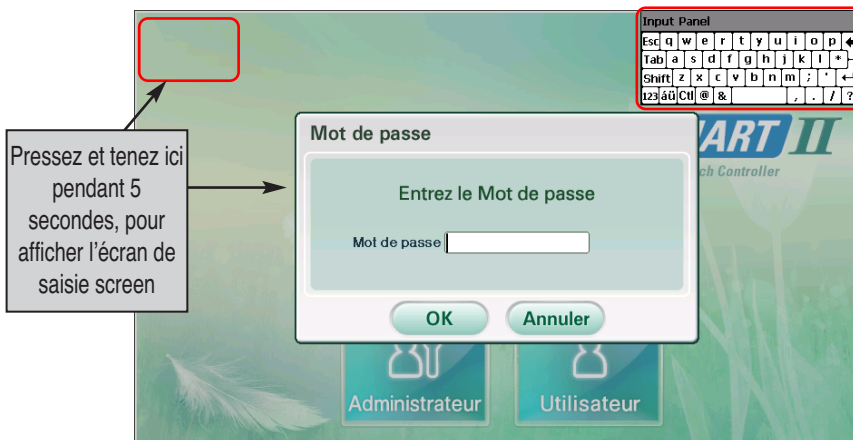 Input Panel
Esc q w e r t y u i o p
Tab a s d f g h j k l *
Shift z x c v b n m ; '
123 áü Ctl @ & , . / ?
ART II
ch Controller
Pressez et tenez ici
pendant 5
secondes, pour
afficher l'écran de
saisie screen
Mot de passe
Entrez le Mot de passe
Mot de passe
OK Annuler
Administrateur Utilisateur